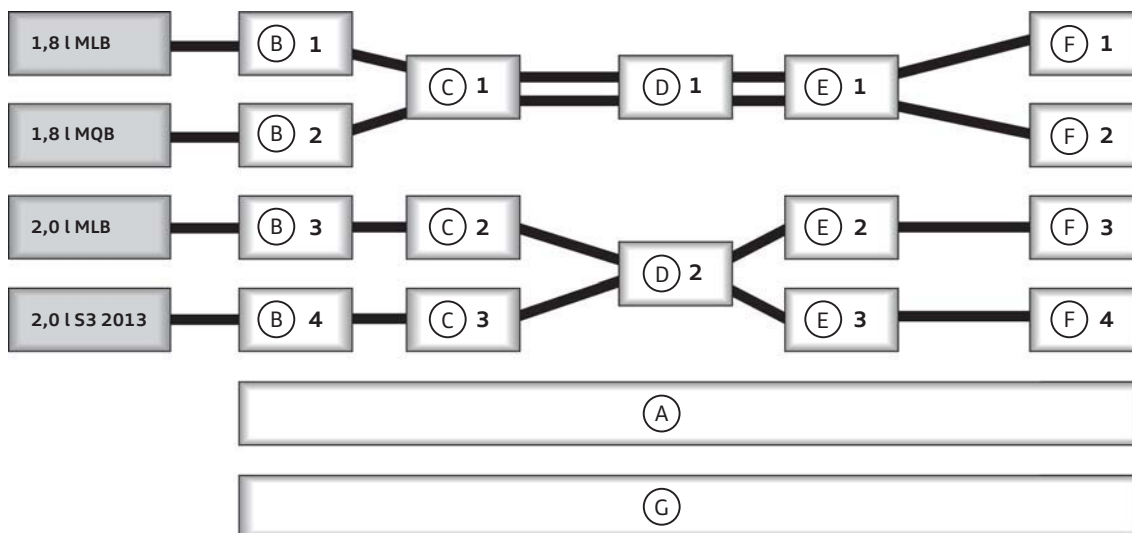 1,8 l MLB B 1 F 1
C 1 D 1 E 1
1,8 l MQB B 2 F 2
2,0 l MLB B 3 C 2 E 2 F 3
D 2
2,0 l S3 2013 B 4 C 3 E 3 F 4
A
G